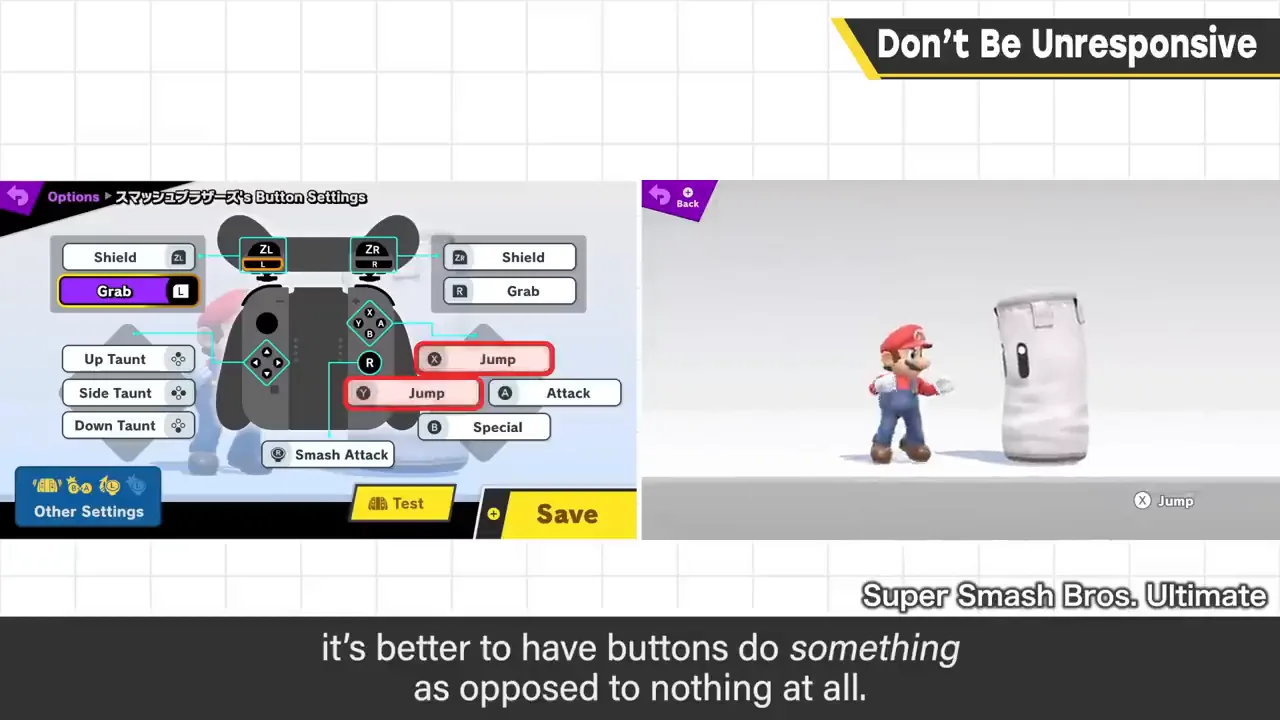 Don't Be Unresponsive
Options ▸ スマッシュブラザーズ's Button Settings
Shield ZL
Grab L
ZL
L
ZR
R
ZR Shield
R Grab
X
Y A
B
R
Up Taunt
Side Taunt
Down Taunt
X Jump
Y Jump
A Attack
B Special
R Smash Attack
Other Settings
Test
+ Save
+
Back
X Jump
Super Smash Bros. Ultimate
it's better to have buttons do something
as opposed to nothing at all.